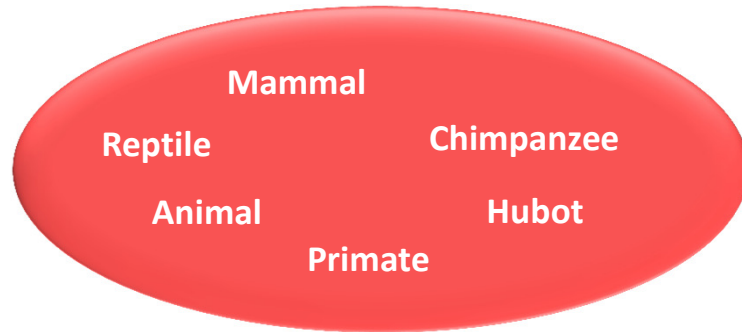 Mammal
Reptile
Chimpanzee
Animal
Hubot
Primate